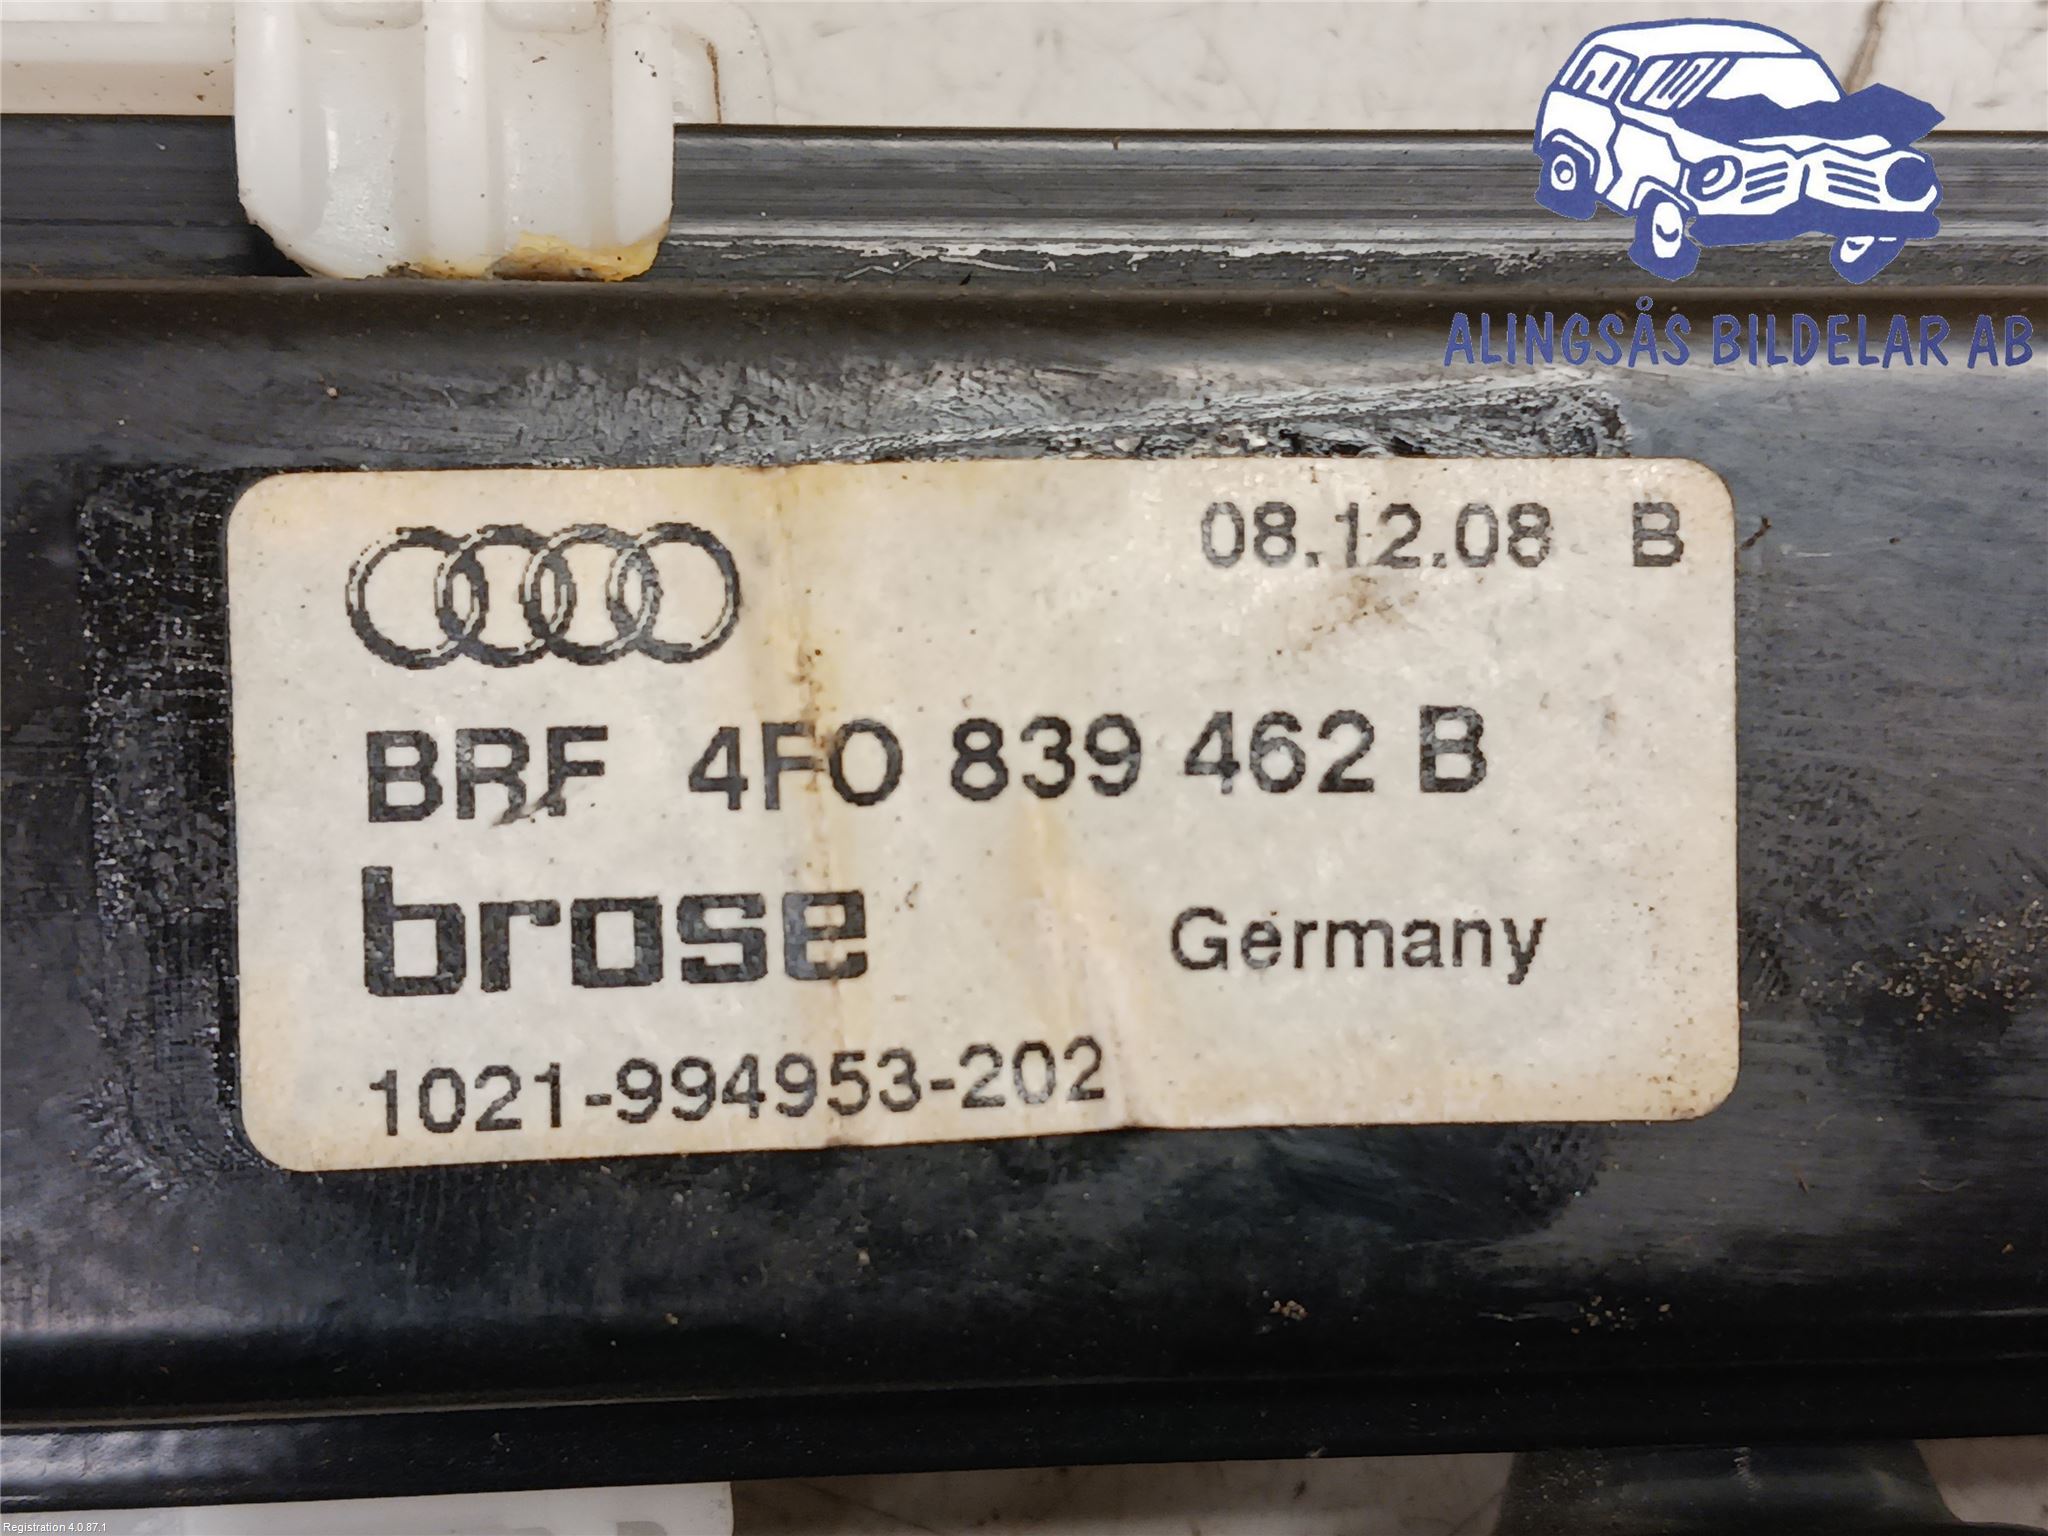 ALINGSÅS BILDELAR AB
08.12.08 B
BRF 4F0 839 462 B
brose Germany
1021-994953-202
Registration 4.0.87.1